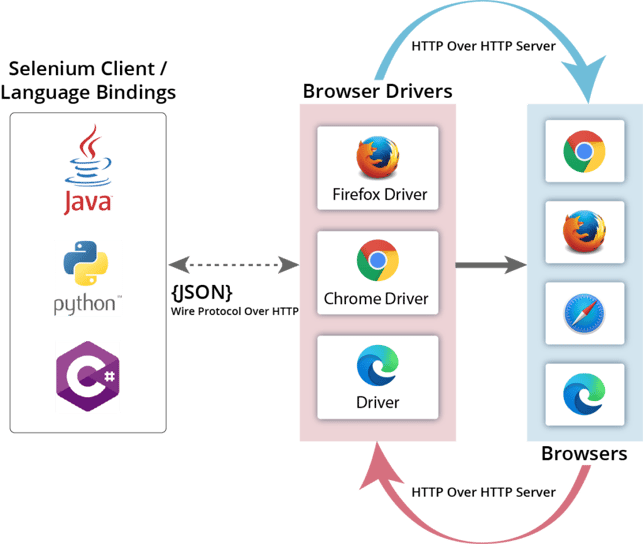 HTTP Over HTTP Server
Selenium Client /
Language Bindings
Browser Drivers
Java
Firefox Driver
python™
{JSON}
Wire Protocol Over HTTP
Chrome Driver
C#
Driver
Browsers
HTTP Over HTTP Server